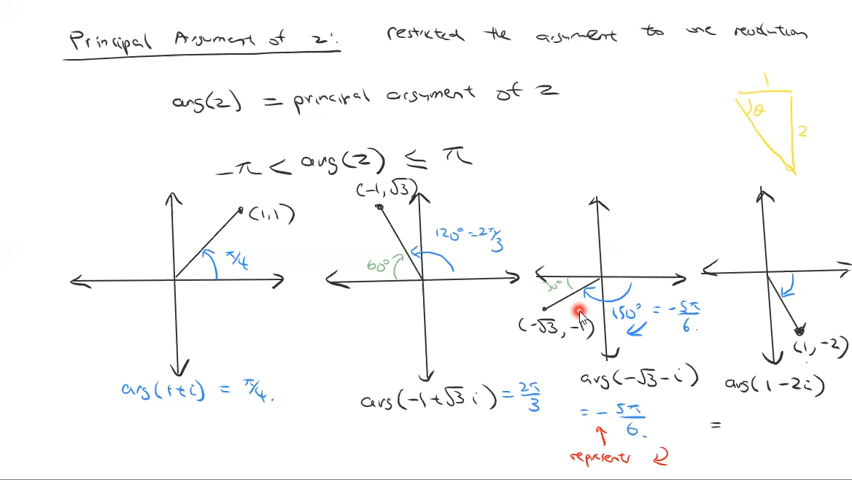 Principal Argument of z: restricted the argument to one revolution
arg(z) = principal argument of z
1
θ
2
-π < arg(z) ≤ π
(1,1)
π/4
arg(1+i) = π/4.
(-1, √3)
60°
120° = 2π/3
arg(-1+√3 i) = 2π/3
30°
(-√3, -1)
150° = -5π/6.
arg(-√3-i)
= -5π/6.
represents
(1, -2)
arg(1-2i)
=